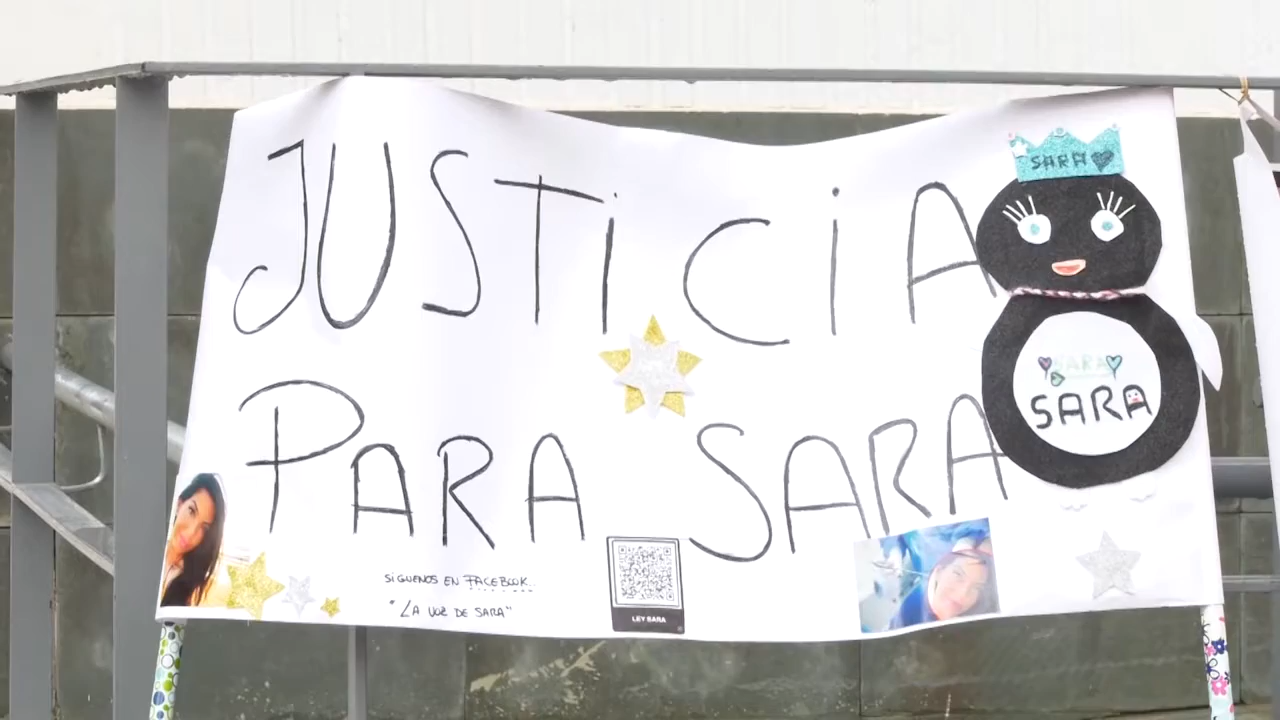 JUSTiCiA
SARA
PARA SARA
SARA
SARA
SÍGUENOS EN FACEBOOK..
"LA VOZ DE SARA"
LEY SARA